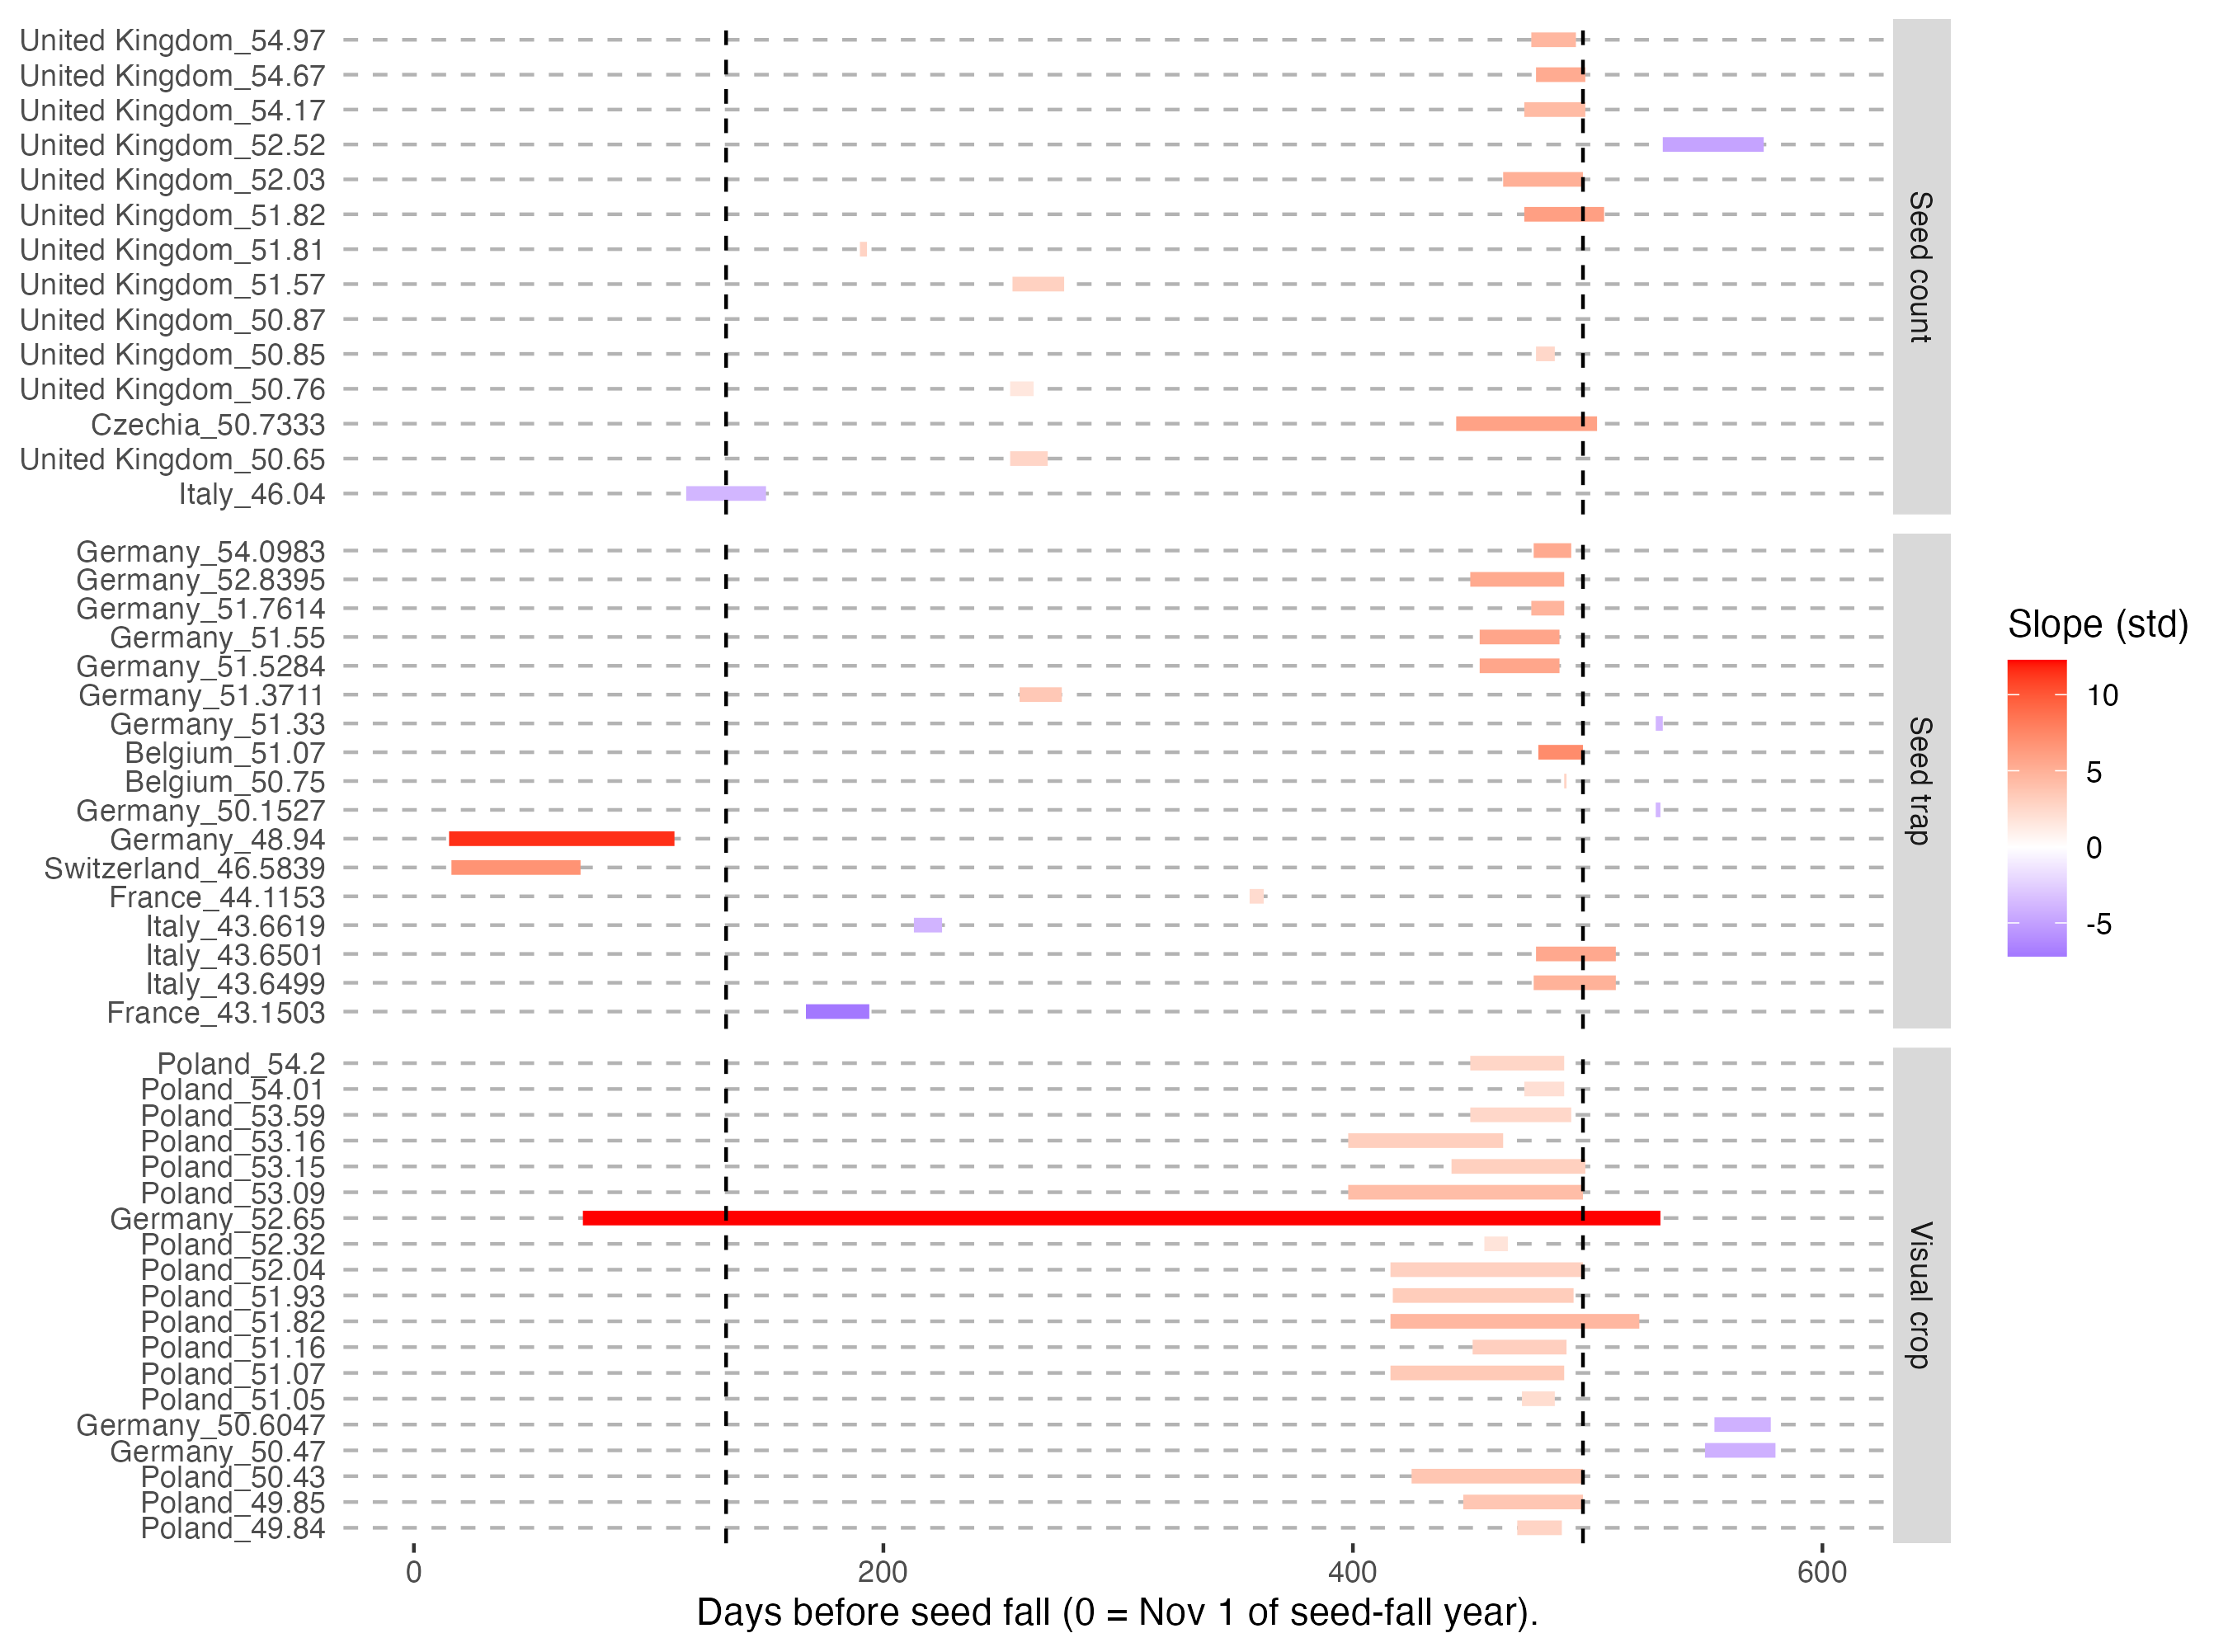 United Kingdom_54.97
United Kingdom_54.67
United Kingdom_54.17
United Kingdom_52.52
United Kingdom_52.03
United Kingdom_51.82
United Kingdom_51.81
United Kingdom_51.57
United Kingdom_50.87
United Kingdom_50.85
United Kingdom_50.76
Czechia_50.7333
United Kingdom_50.65
Italy_46.04
Seed count
Germany_54.0983
Germany_52.8395
Germany_51.7614
Germany_51.55
Germany_51.5284
Germany_51.3711
Germany_51.33
Belgium_51.07
Belgium_50.75
Germany_50.1527
Germany_48.94
Switzerland_46.5839
France_44.1153
Italy_43.6619
Italy_43.6501
Italy_43.6499
France_43.1503
Seed trap
Poland_54.2
Poland_54.01
Poland_53.59
Poland_53.16
Poland_53.15
Poland_53.09
Germany_52.65
Poland_52.32
Poland_52.04
Poland_51.93
Poland_51.82
Poland_51.16
Poland_51.07
Poland_51.05
Germany_50.6047
Germany_50.47
Poland_50.43
Poland_49.85
Poland_49.84
Visual crop
0 200 400 600
Days before seed fall (0 = Nov 1 of seed-fall year).
Slope (std)
10
5
0
-5